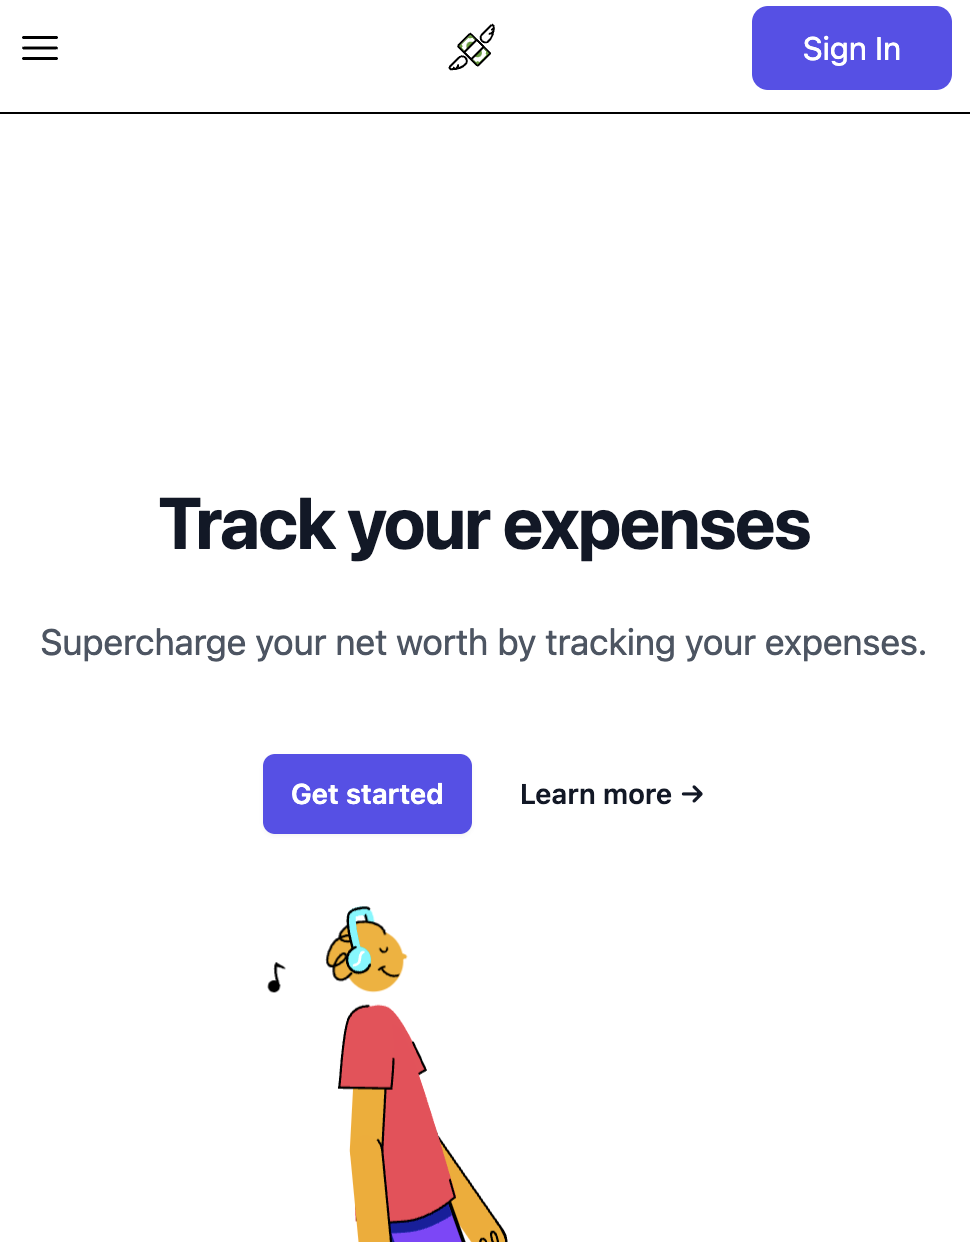 Sign In
Track your expenses
Supercharge your net worth by tracking your expenses.
Get started
Learn more →